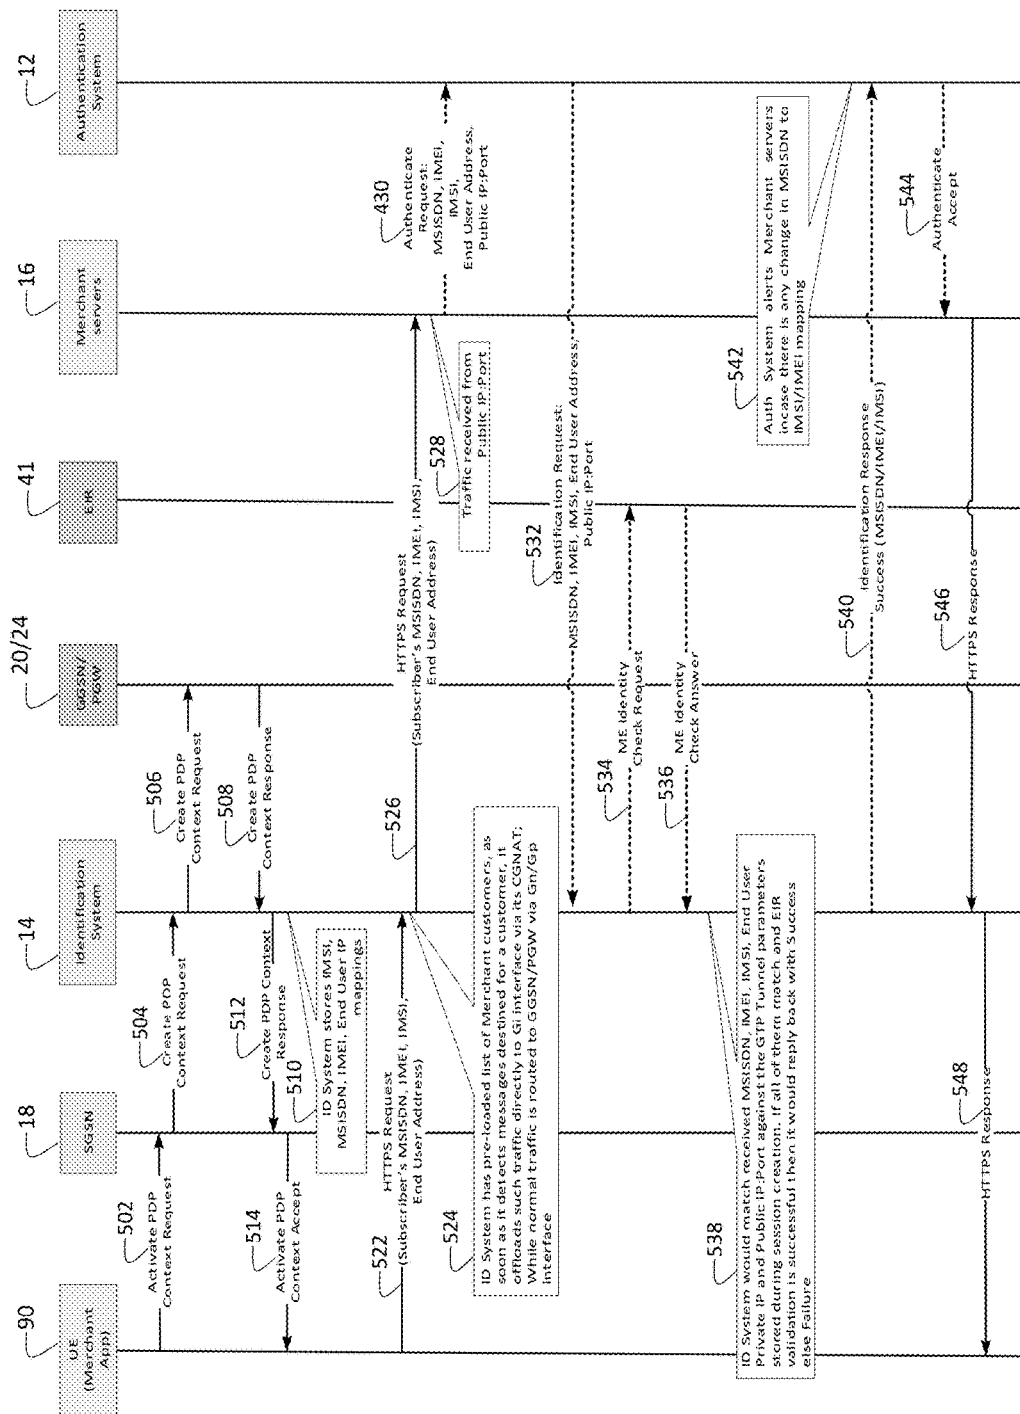 90
UE
(Merchant
App)
18
SGSN
14
Identification
System
20/24
GGSN/
PGW
41
EIR
16
Merchant
servers
12
Authentication
System
502
Activate PDP
Context Request
504
Create PDP
Context Request
506
Create PDP
Context Request
508
Create PDP
Context Response
510
ID System stores IMSI,
MSISDN, IMEI, End User IP
mappings
512
Create PDP Context
Response
514
Activate PDP
Context Accept
522
HTTPS Request
(Subscriber's MSISDN, IMEI, IMSI,
End User Address)
524
ID System has pre-loaded list of Merchant customers, as
soon as it detects messages destined for a customer, it
offloads such traffic directly to Gi interface via its CGNAT;
While normal traffic is routed to GGSN/PGW via Gn/Gp
interface
526
HTTPS Request
(Subscriber's MSISDN, IMEI, IMSI,
End User Address)
528
Traffic received from
Public IP:Port
430
Authenticate
Request:
MSISDN, IMEI,
IMSI,
End User Address,
Public IP:Port
532
Identification Request:
MSISDN, IMEI, IMSI, End User Address,
Public IP:Port
534
ME Identity
Check Request
536
ME Identity
Check Answer
538
ID System would match received MSISDN, IMEI, IMSI, End User
Private IP and Public IP:Port against the GTP Tunnel parameters
stored during session creation. If all of them match and EIR
validation is successful then it would reply back with Success
else Failure
540
Identification Response
Success (MSISDN/IMEI/IMSI)
542
Auth System alerts Merchant servers
incase there is any change in MSISDN to
IMSI/IMEI mapping
544
Authenticate
Accept
546
HTTPS Response
548
HTTPS Response